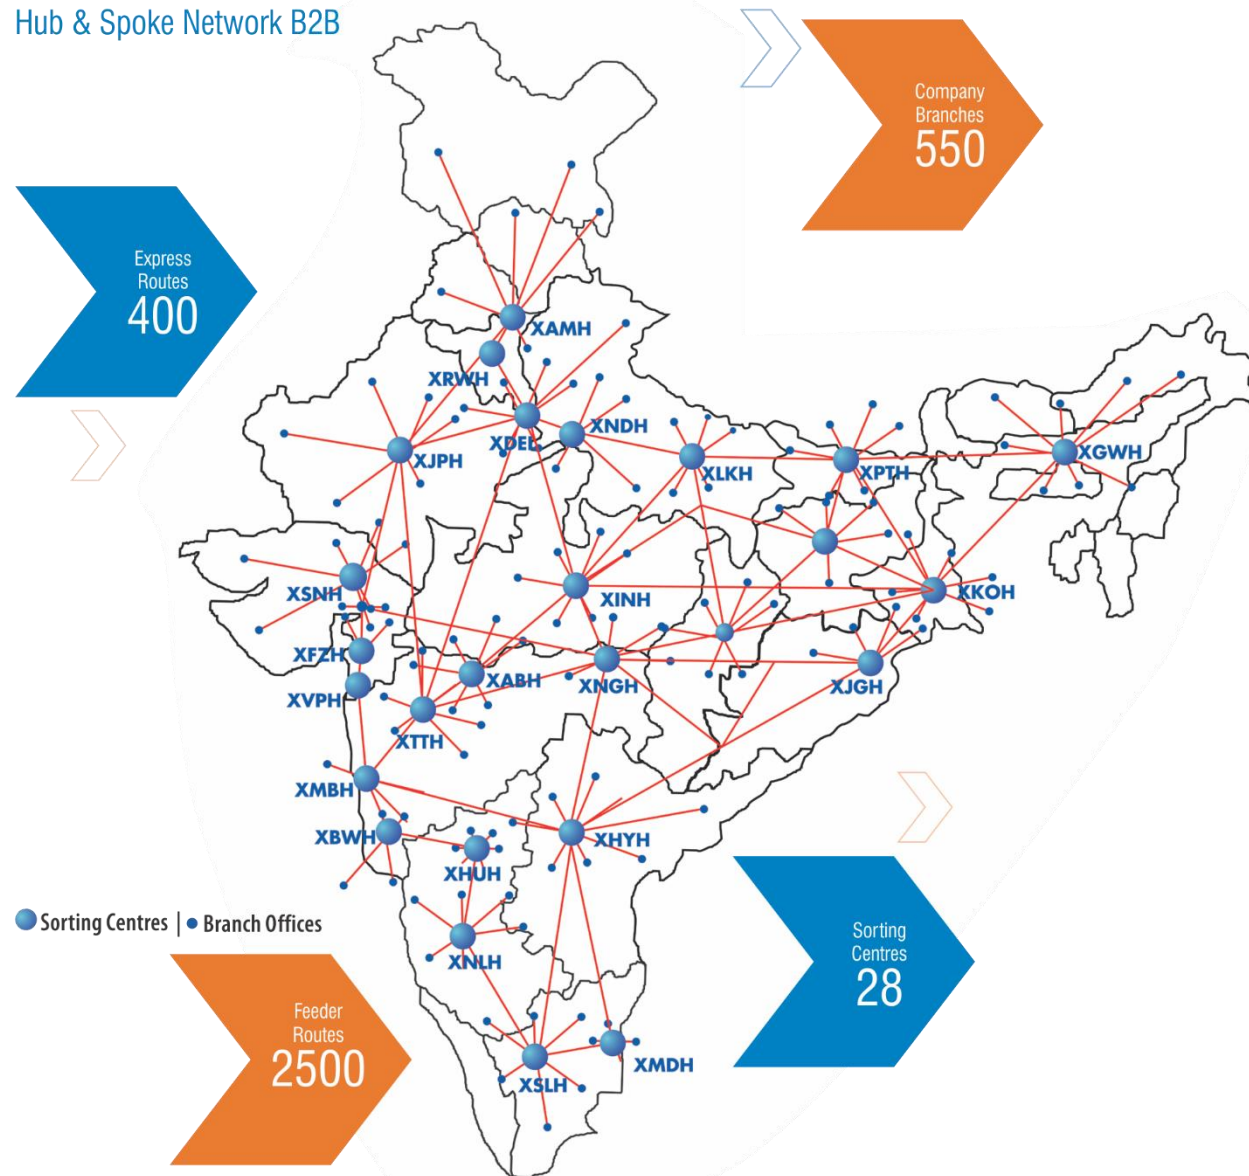 Hub & Spoke Network B2B
Company
Branches
550
Express
Routes
400
XAMH
XRWH
XDEL
XNDH
XJPH
XLKH
XPTH
XGWH
XSNH
XINH
XKOH
XFZH
XABH
XNGH
XJGH
XVPH
XTTH
XMBH
XBWH
XHYH
XHUH
Sorting Centres | Branch Offices
XNLH
Sorting
Centres
28
Feeder
Routes
2500
XMDH
XSLH